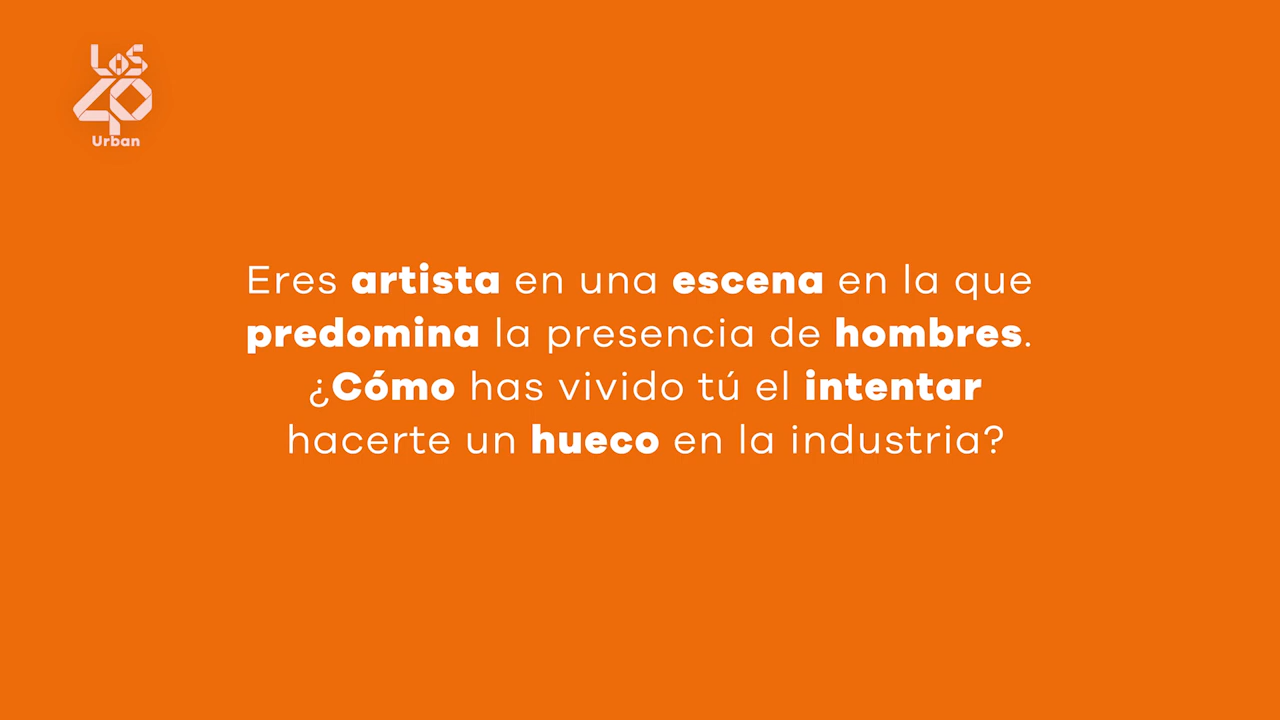 Los
40
Urban
Eres artista en una escena en la que
predomina la presencia de hombres.
¿Cómo has vivido tú el intentar
hacerte un hueco en la industria?